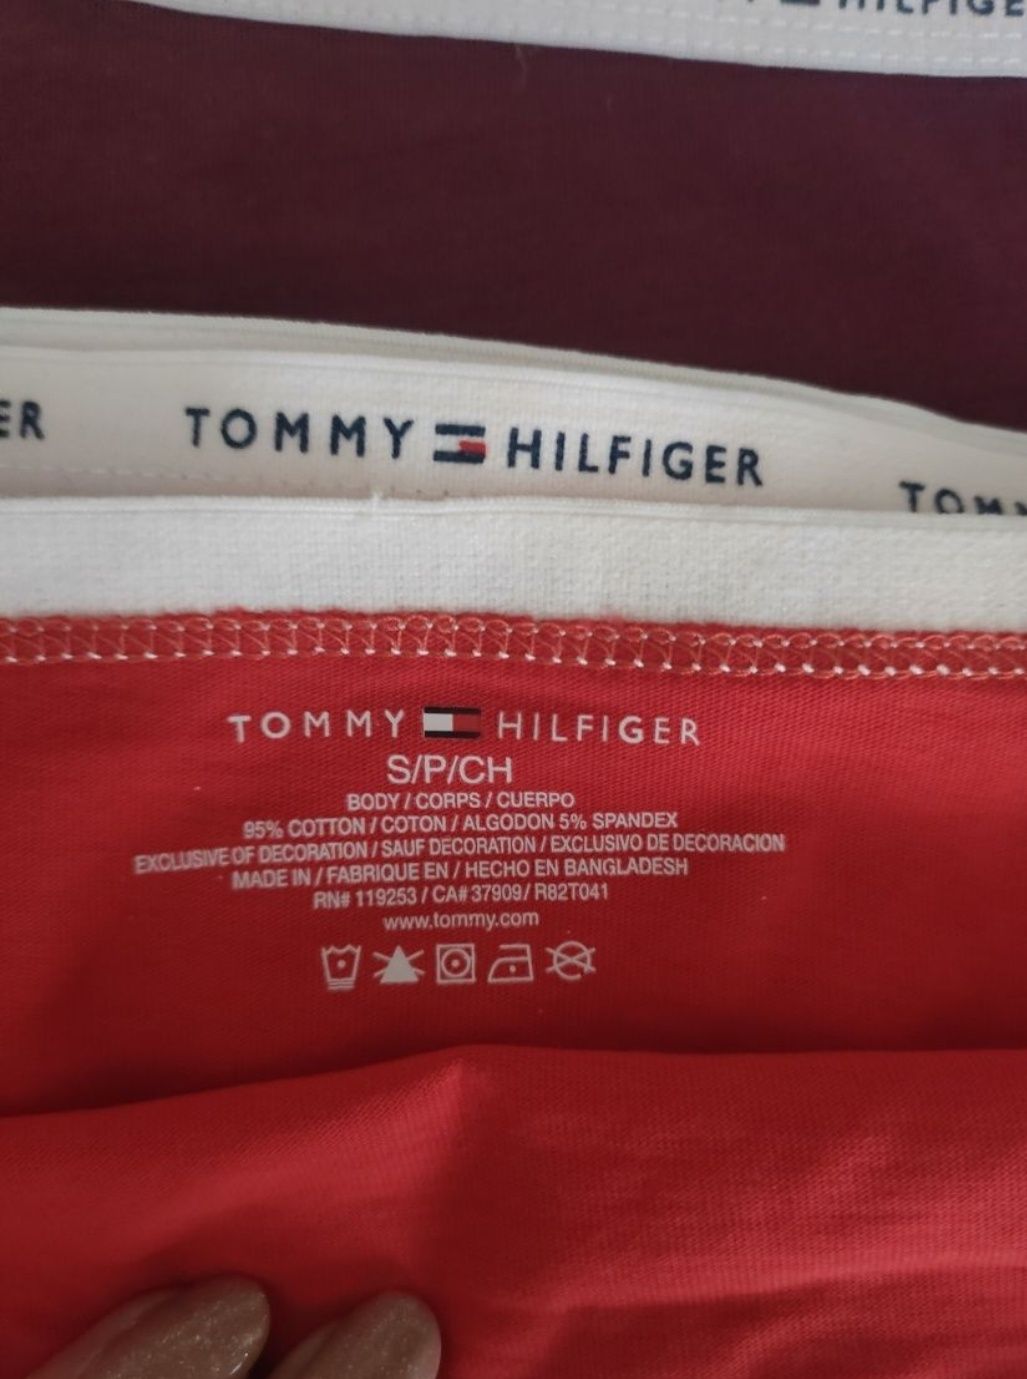 HILFIGE
ER TOMMY HILFIGER TOMMY
TOMMY HILFIGER
S/P/CH
BODY / CORPS / CUERPO
95% COTTON / COTON / ALGODON 5% SPANDEX
EXCLUSIVE OF DECORATION / SAUF DECORATION / EXCLUSIVO DE DECORACION
MADE IN / FABRIQUE EN / HECHO EN BANGLADESH
RN# 119253 / CA# 37909 / R82T041
www.tommy.com